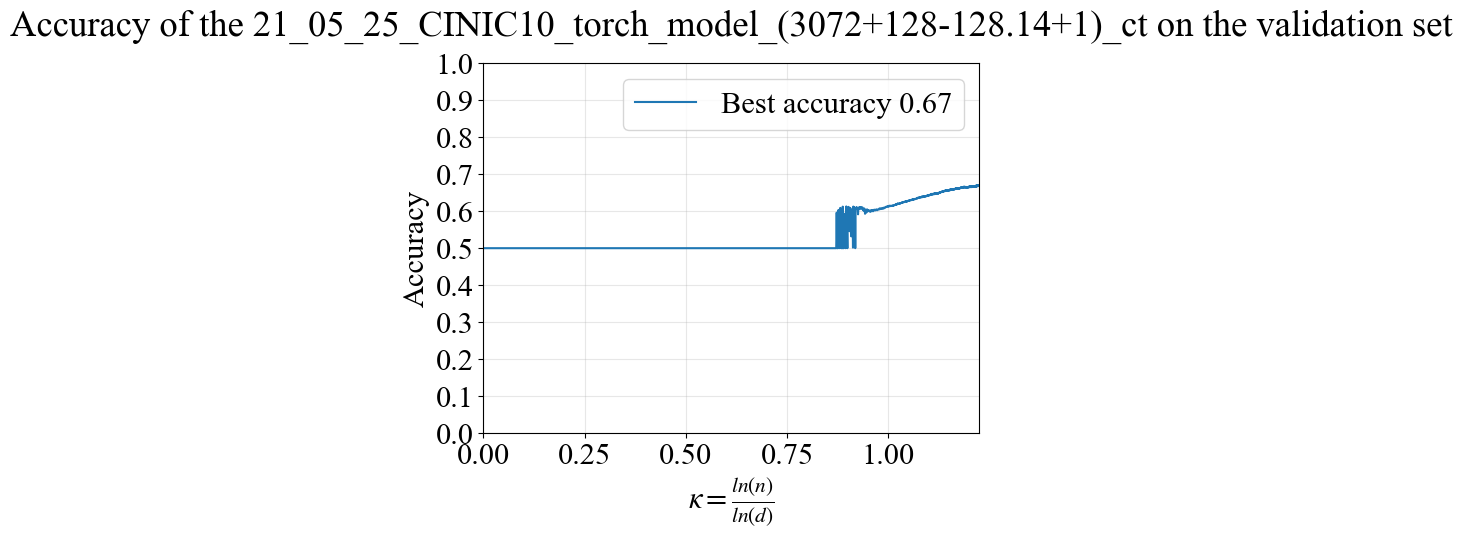 Accuracy of the 21_05_25_CINIC10_torch_model_(3072+128-128.14+1)_ct on the validation set
Best accuracy 0.67
1.0
0.9
0.8
0.7
0.6
0.5
0.4
0.3
0.2
0.1
0.0
Accuracy
0.00 0.25 0.50 0.75 1.00
κ = ln(n)
ln(d)